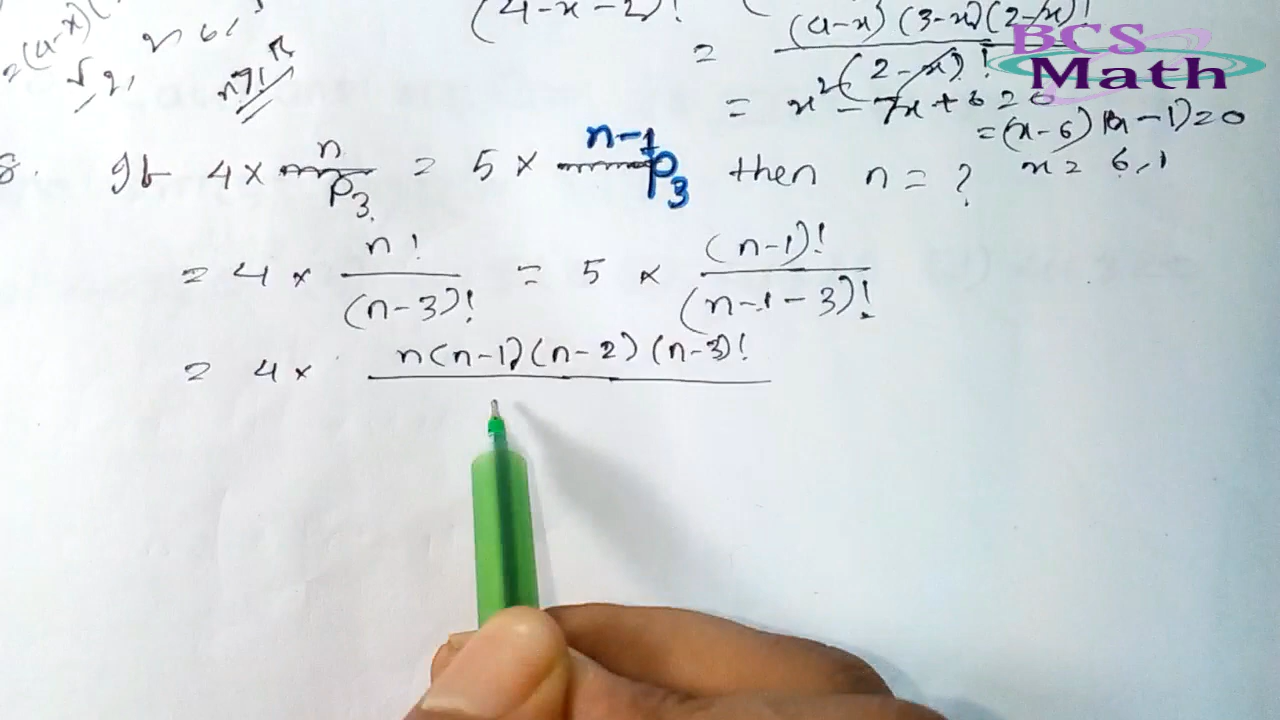 (4-x-2)!
= (4-x) (3-x) (2-x)! / (2-x)!
= x² - 7x + 6 = 0
= (x-6) (x-1) = 0
x = 6, 1
BCS
Math
8. If 4 × ⁿP₃ = 5 × ⁿ⁻¹P₃ then n = ?
= 4 × n! / (n-3)! = 5 × (n-1)! / (n-1-3)!
= 4 × n(n-1)(n-2)(n-3)!